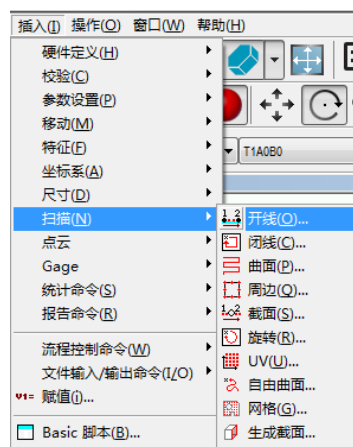 插入(I) 操作(O) 窗口(W) 帮助(H)
硬件定义(H)
校验(C)
参数设置(P)
移动(M)
特征(F)
T1A0B0
坐标系(A)
尺寸(D)
扫描(N)
开线(O)...
点云
闭线(C)...
Gage
曲面(P)...
统计命令(S)
周边(Q)...
报告命令(R)
截面(S)...
旋转(R)...
流程控制命令(W)
UV(U)...
文件输入/输出命令(I/O)
自由曲面...
V1= 赋值(i)...
网格(G)...
Basic 脚本(B)...
生成截面...